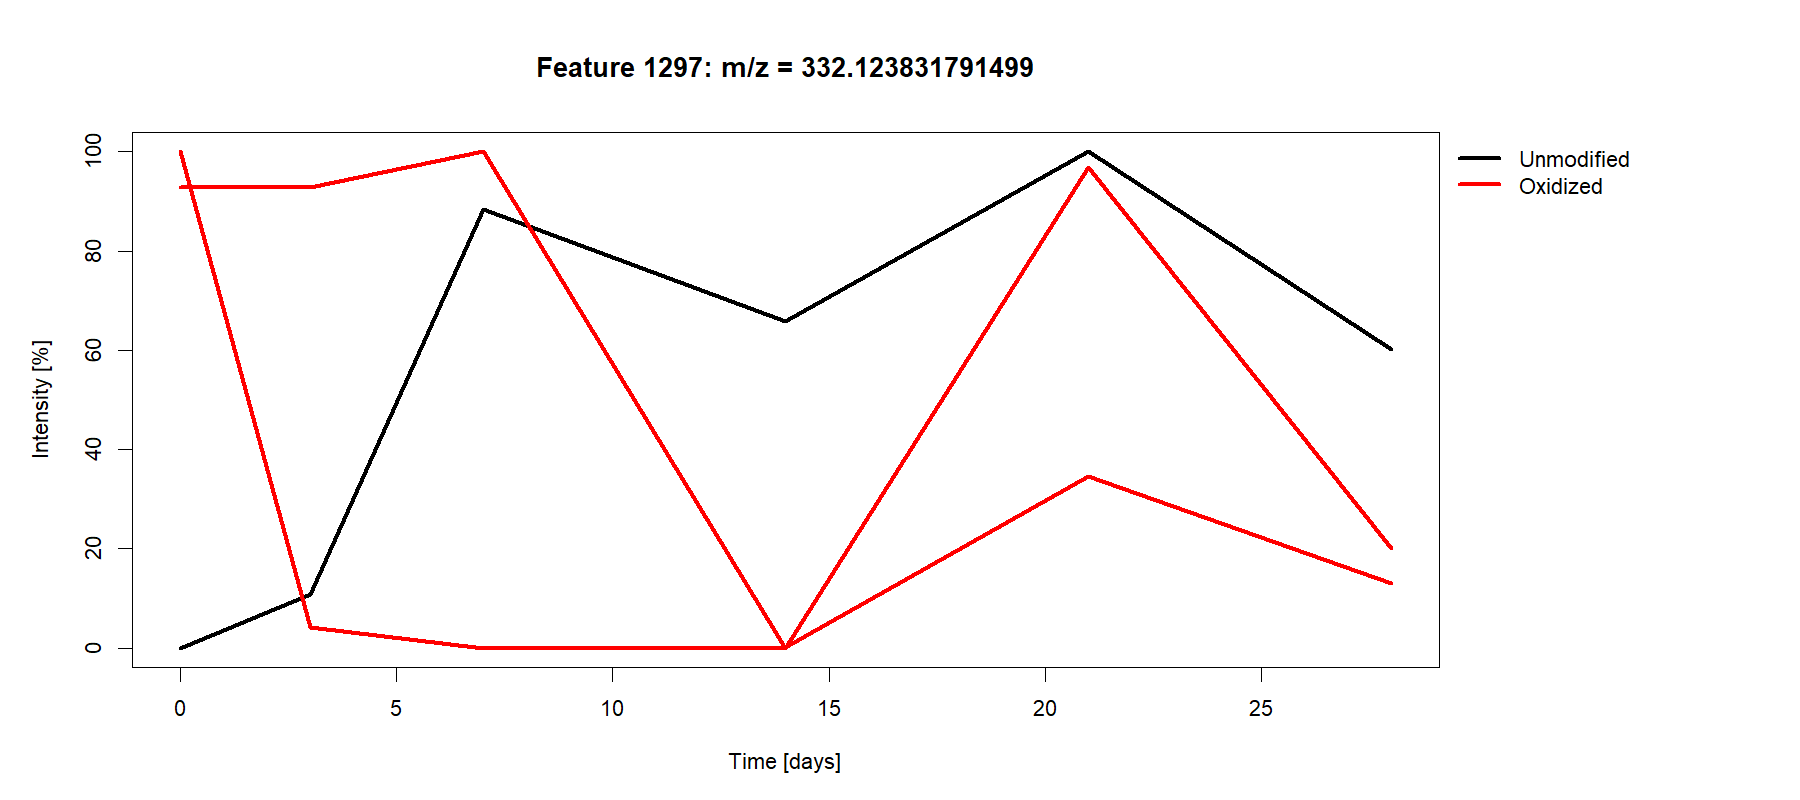 Feature 1297: m/z = 332.123831791499
Unmodified
Oxidized
Intensity [%]
100
80
60
40
20
0
0 5 10 15 20 25
Time [days]